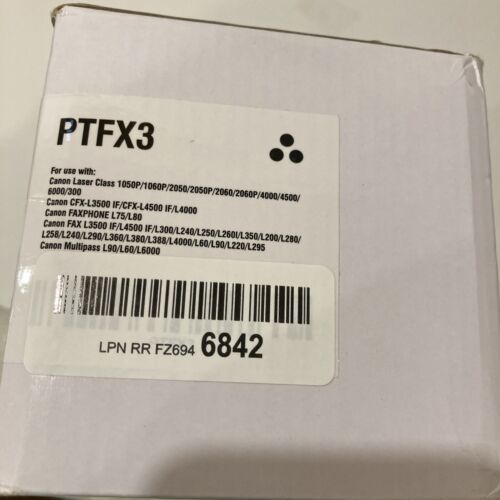 PTFX3
For use with:
Canon Laser Class 1050P/1060P/2050/2050P/2060/2060P/4000/4500/
6000/300
Canon CFX-L3500 IF/CFX-L4500 IF/L4000
Canon FAXPHONE L75/L80
Canon FAX L3500 IF/L4500 IF/L300/L240/L250/L260I/L350/L200/L280/
L258/L240/L290/L360/L380/L388/L4000/L60/L90/L220/L295
Canon Multipass L90/L60/L6000
LPN RR FZ694 6842